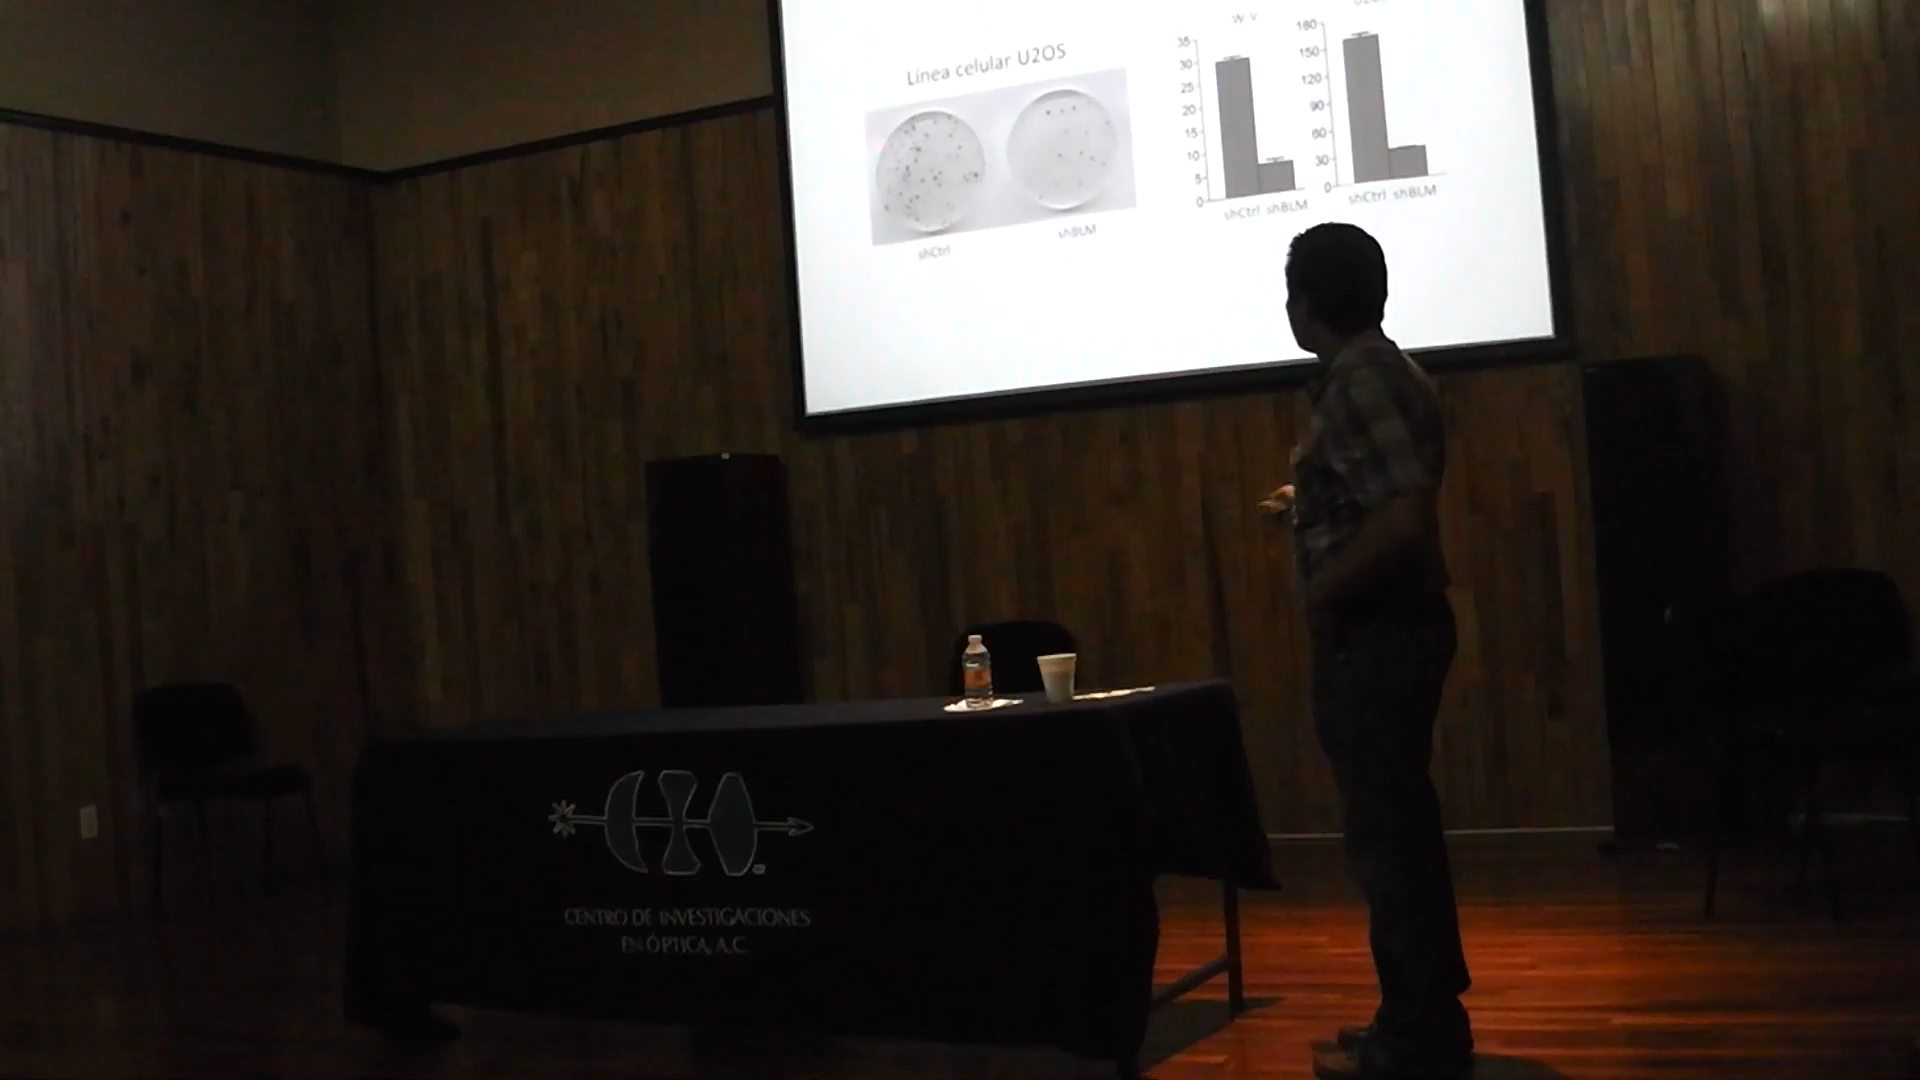 Línea celular U2OS
shCtrl
shBLM
W-V
35
30
25
20
15
10
5
0
shCtrl shBLM
180
150
120
90
60
30
0
shCtrl shBLM
CENTRO DE INVESTIGACIONES
EN ÓPTICA, A.C.